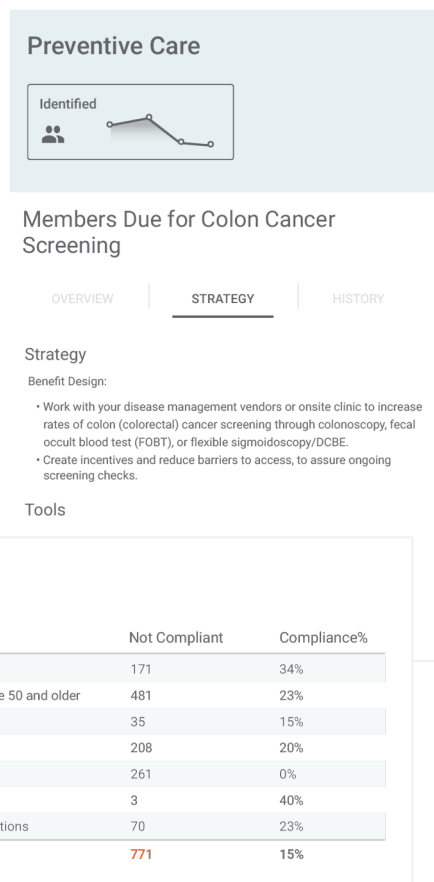 Preventive Care
Identified
Members Due for Colon Cancer
Screening
OVERVIEW STRATEGY HISTORY
Strategy
Benefit Design:
• Work with your disease management vendors or onsite clinic to increase
rates of colon (colorectal) cancer screening through colonoscopy, fecal
occult blood test (FOBT), or flexible sigmoidoscopy/DCBE.
• Create incentives and reduce barriers to access, to assure ongoing
screening checks.
Tools
Not Compliant Compliance%
171 34%
e 50 and older 481 23%
35 15%
208 20%
261 0%
3 40%
tions 70 23%
771 15%